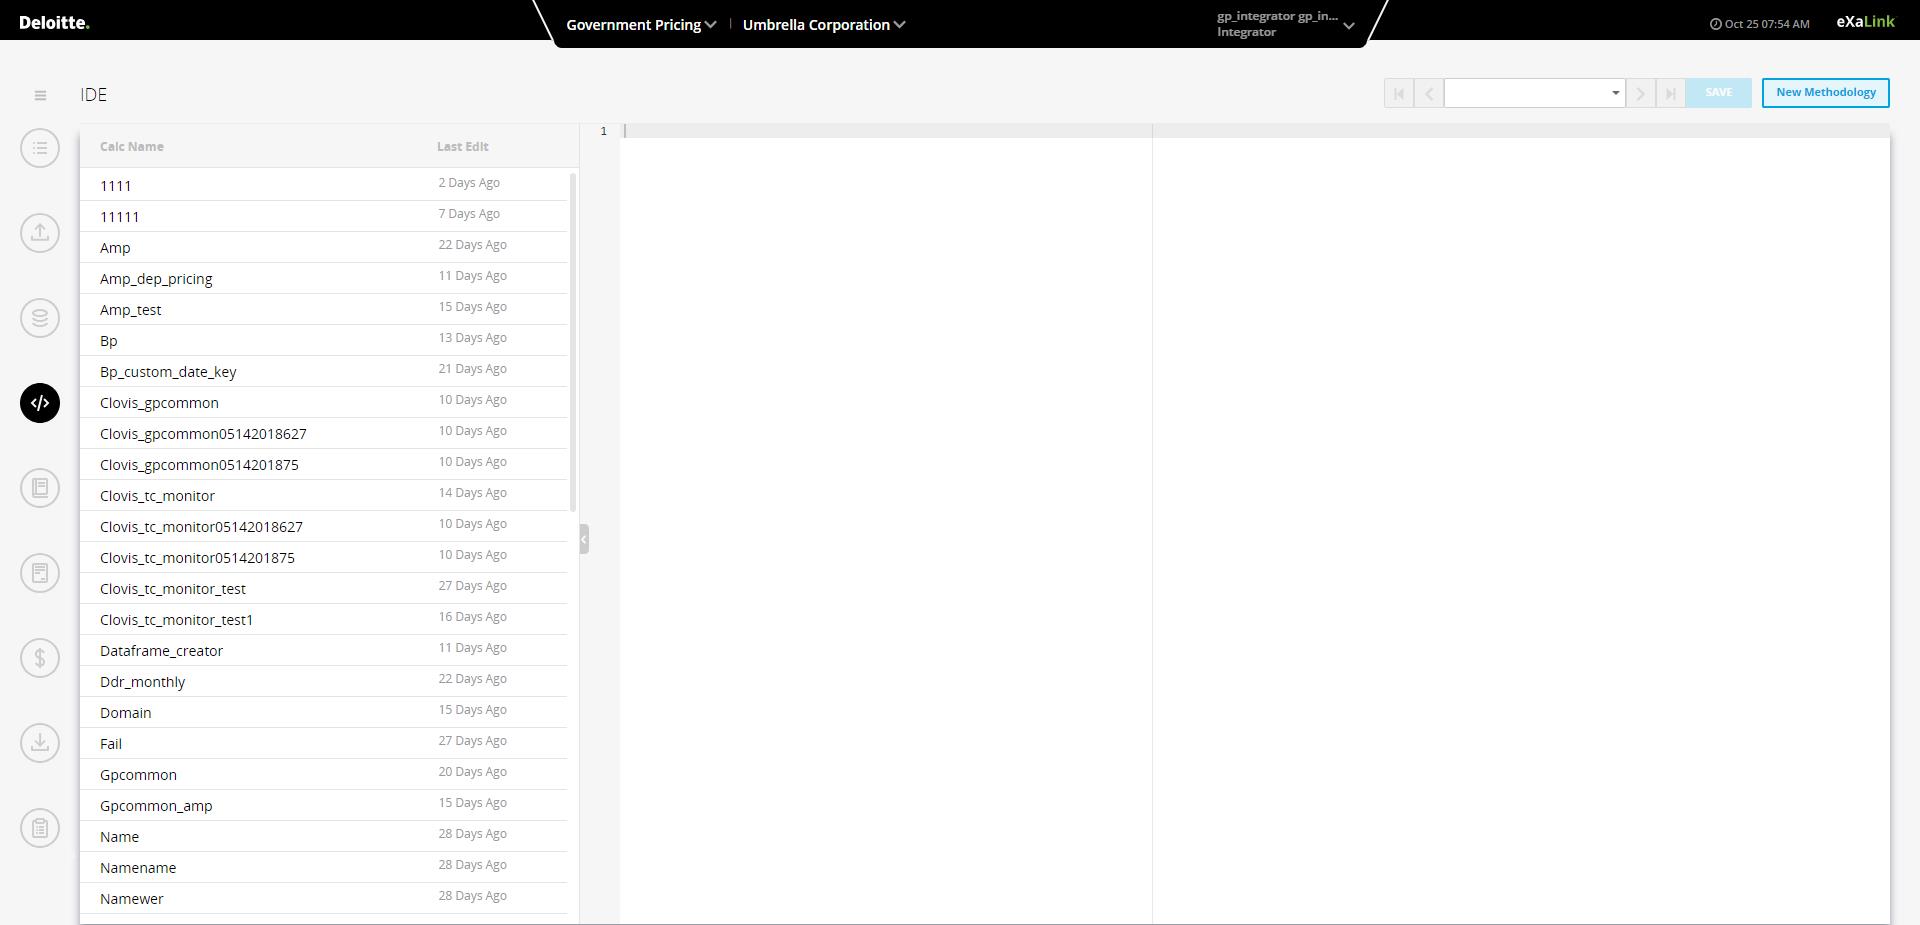 Deloitte.
Government Pricing | Umbrella Corporation
gp_integrator gp_in...
Integrator
Oct 25 07:54 AM
eXaLink
IDE
SAVE
New Methodology
Calc Name Last Edit
1
1111 2 Days Ago
11111 7 Days Ago
Amp 22 Days Ago
Amp_dep_pricing 11 Days Ago
Amp_test 15 Days Ago
Bp 13 Days Ago
Bp_custom_date_key 21 Days Ago
Clovis_gpcommon 10 Days Ago
Clovis_gpcommon05142018627 10 Days Ago
Clovis_gpcommon0514201875 10 Days Ago
Clovis_tc_monitor 14 Days Ago
Clovis_tc_monitor05142018627 10 Days Ago
Clovis_tc_monitor0514201875 10 Days Ago
Clovis_tc_monitor_test 27 Days Ago
Clovis_tc_monitor_test1 16 Days Ago
Dataframe_creator 11 Days Ago
Ddr_monthly 22 Days Ago
Domain 15 Days Ago
Fail 27 Days Ago
Gpcommon 20 Days Ago
Gpcommon_amp 15 Days Ago
Name 28 Days Ago
Namename 28 Days Ago
Namewer 28 Days Ago